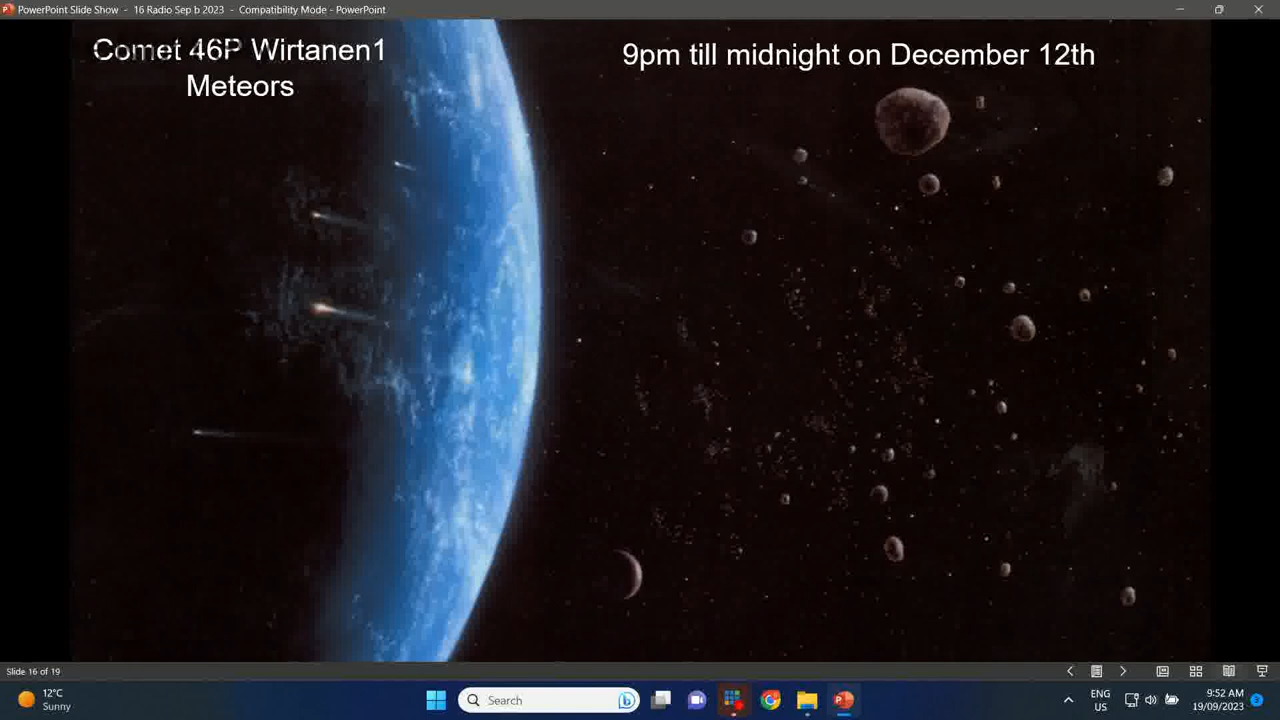 PowerPoint Slide Show - 16 Radio Sep b 2023 - Compatibility Mode - PowerPoint
Comet 46P Wirtanen1
Meteors
9pm till midnight on December 12th
Slide 16 of 19
12°C
Sunny
Search
ENG
US
9:52 AM
19/09/2023